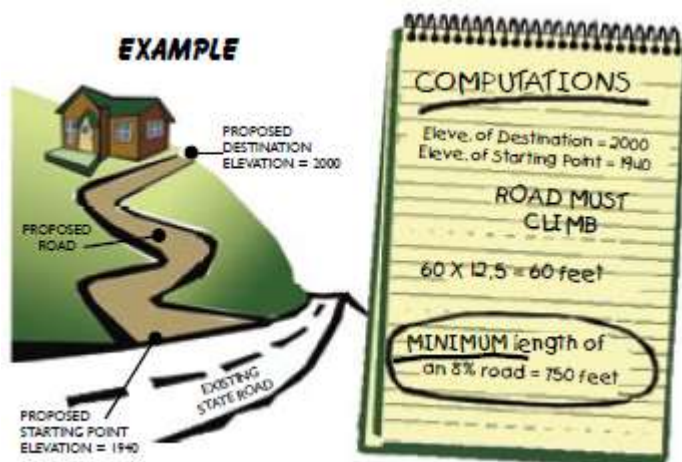 EXAMPLE
PROPOSED
DESTINATION
ELEVATION = 2000
PROPOSED
ROAD
EXISTING
STATE ROAD
PROPOSED
STARTING POINT
ELEVATION = 1940
COMPUTATIONS
Eleve. of Destination = 2000
Eleve. of Starting Point = 1940
ROAD MUST
CLIMB
60 X 12,5 = 60 feet
MINIMUM length of
an 8% road = 750 feet